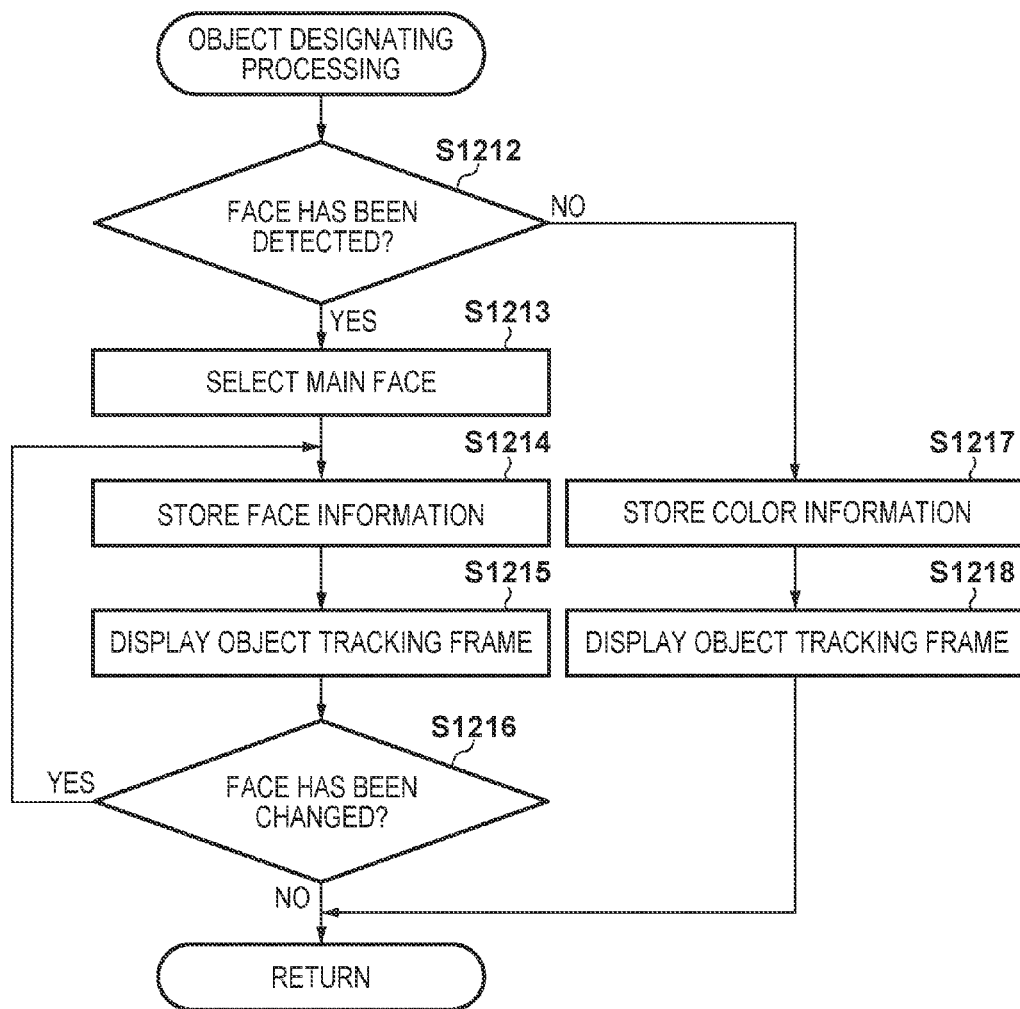 OBJECT DESIGNATING
PROCESSING
S1212
FACE HAS BEEN
DETECTED?
NO
YES
S1213
SELECT MAIN FACE
S1214
STORE FACE INFORMATION
S1217
STORE COLOR INFORMATION
S1215
DISPLAY OBJECT TRACKING FRAME
S1218
DISPLAY OBJECT TRACKING FRAME
S1216
YES
FACE HAS BEEN
CHANGED?
NO
RETURN